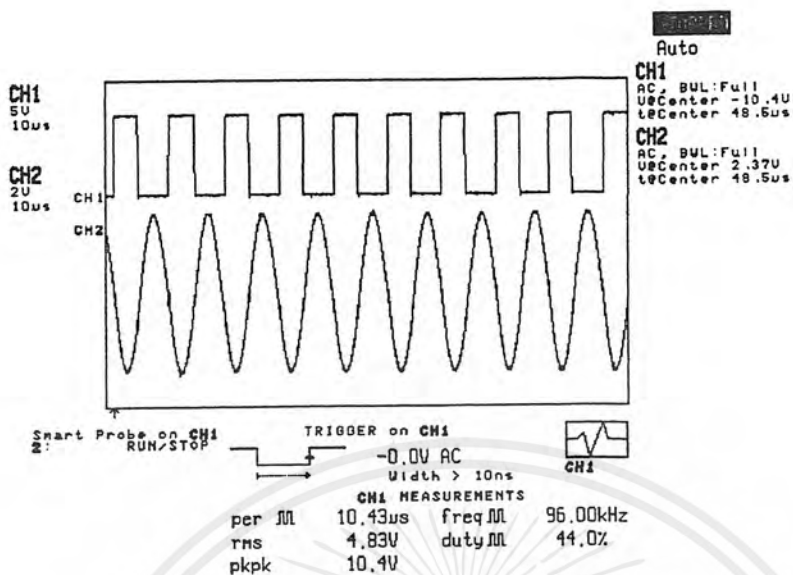 Auto
CH1
AC, BWL:Full
V@Center -10.4V
t@Center 48.5us
CH2
AC, BWL:Full
V@Center 2.37V
t@Center 48.5us
CH1
5V
10us
CH2
2V
10us
CH1
CH2
Smart Probe on CH1
2: RUN/STOP
TRIGGER on CH1
-0.0V AC
Width > 10ns
CH1
CH1 MEASUREMENTS
per 10.43us freq 96.00kHz
rms 4.83V duty 44.0%
pkpk 10.4V